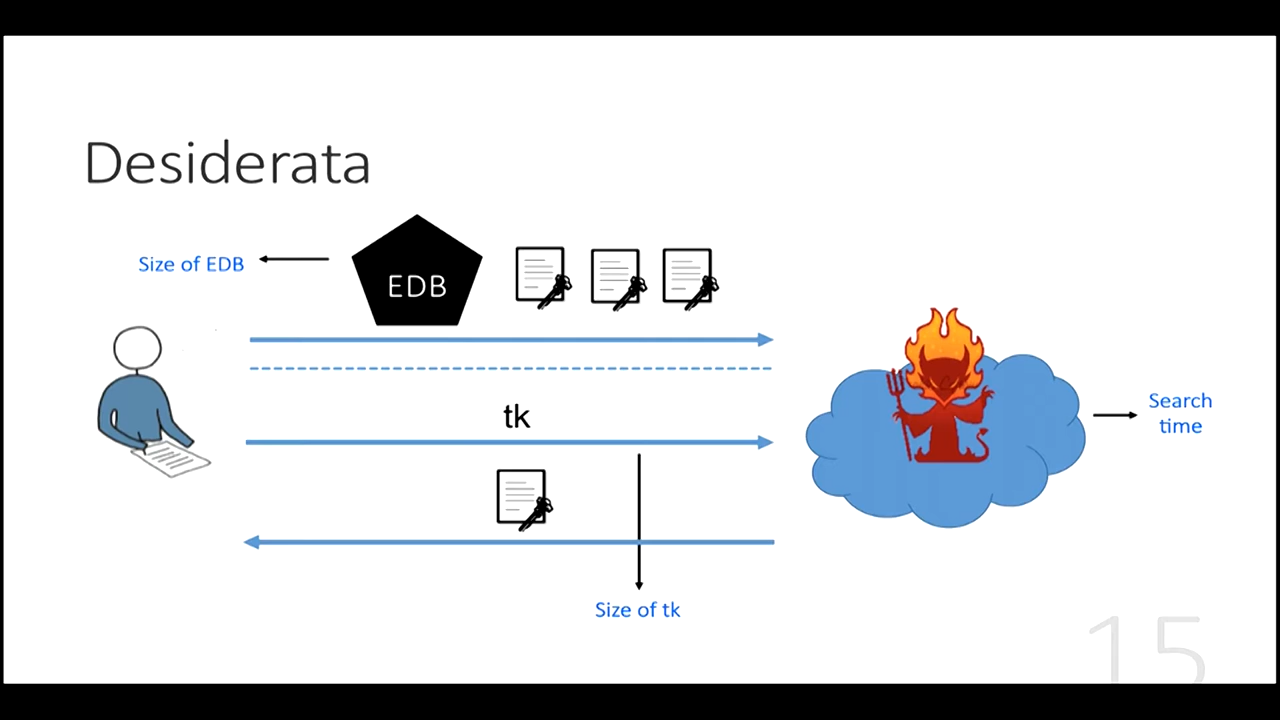 Desiderata
Size of EDB
EDB
tk
Search
time
Size of tk
15